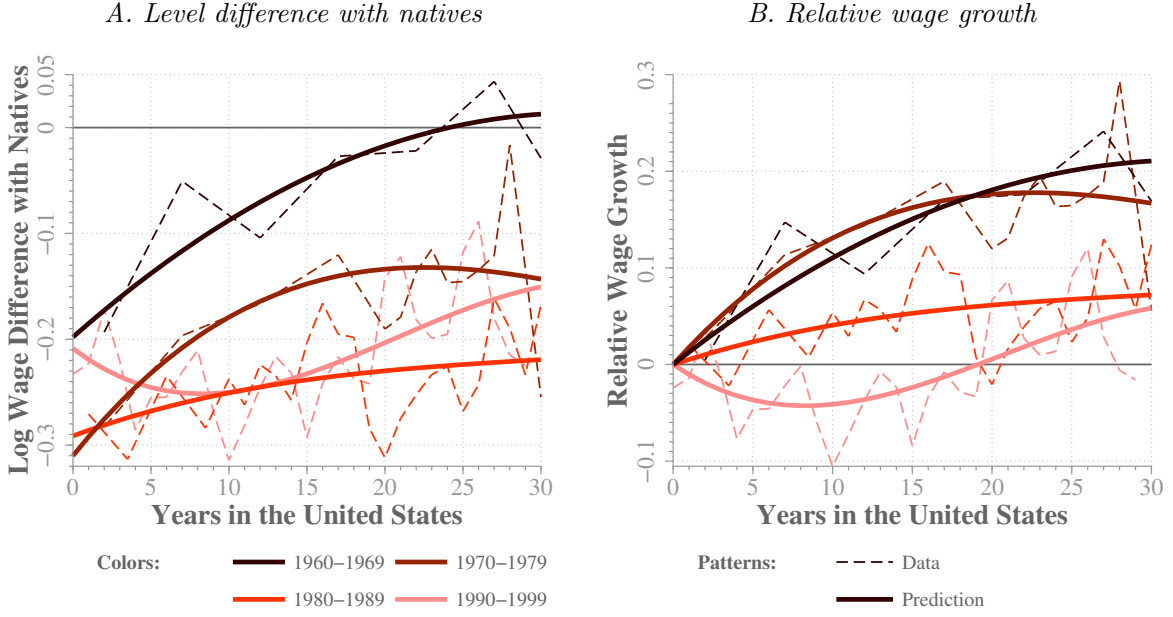 A. Level difference with natives
B. Relative wage growth
Log Wage Difference with Natives
0.05
0
−0.1
−0.2
−0.3
0 5 10 15 20 25 30
Years in the United States
Relative Wage Growth
0.3
0.2
0.1
0
−0.1
0 5 10 15 20 25 30
Years in the United States
Colors:
1960−1969
1970−1979
1980−1989
1990−1999
Patterns:
Data
Prediction